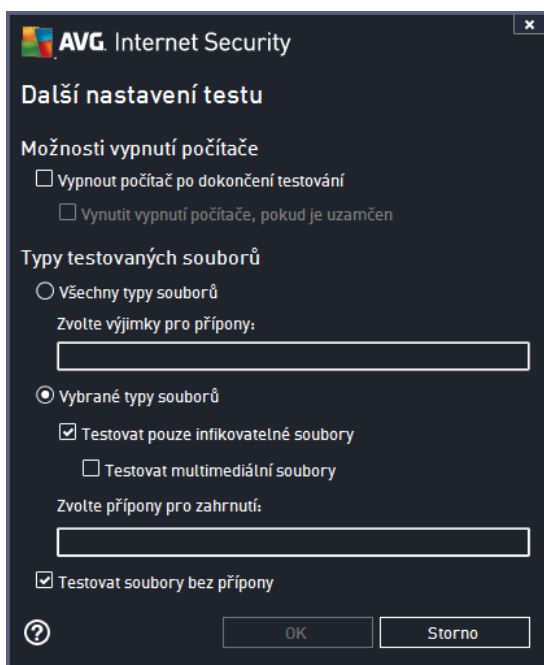 AVG. Internet Security
Další nastavení testu
Možnosti vypnutí počítače
Vypnout počítač po dokončení testování
Vynutit vypnutí počítače, pokud je uzamčen
Typy testovaných souborů
Všechny typy souborů
Zvolte výjimky pro přípony:
Vybrané typy souborů
Testovat pouze infikovatelné soubory
Testovat multimediální soubory
Zvolte přípony pro zahrnutí:
Testovat soubory bez přípony
OK
Storno